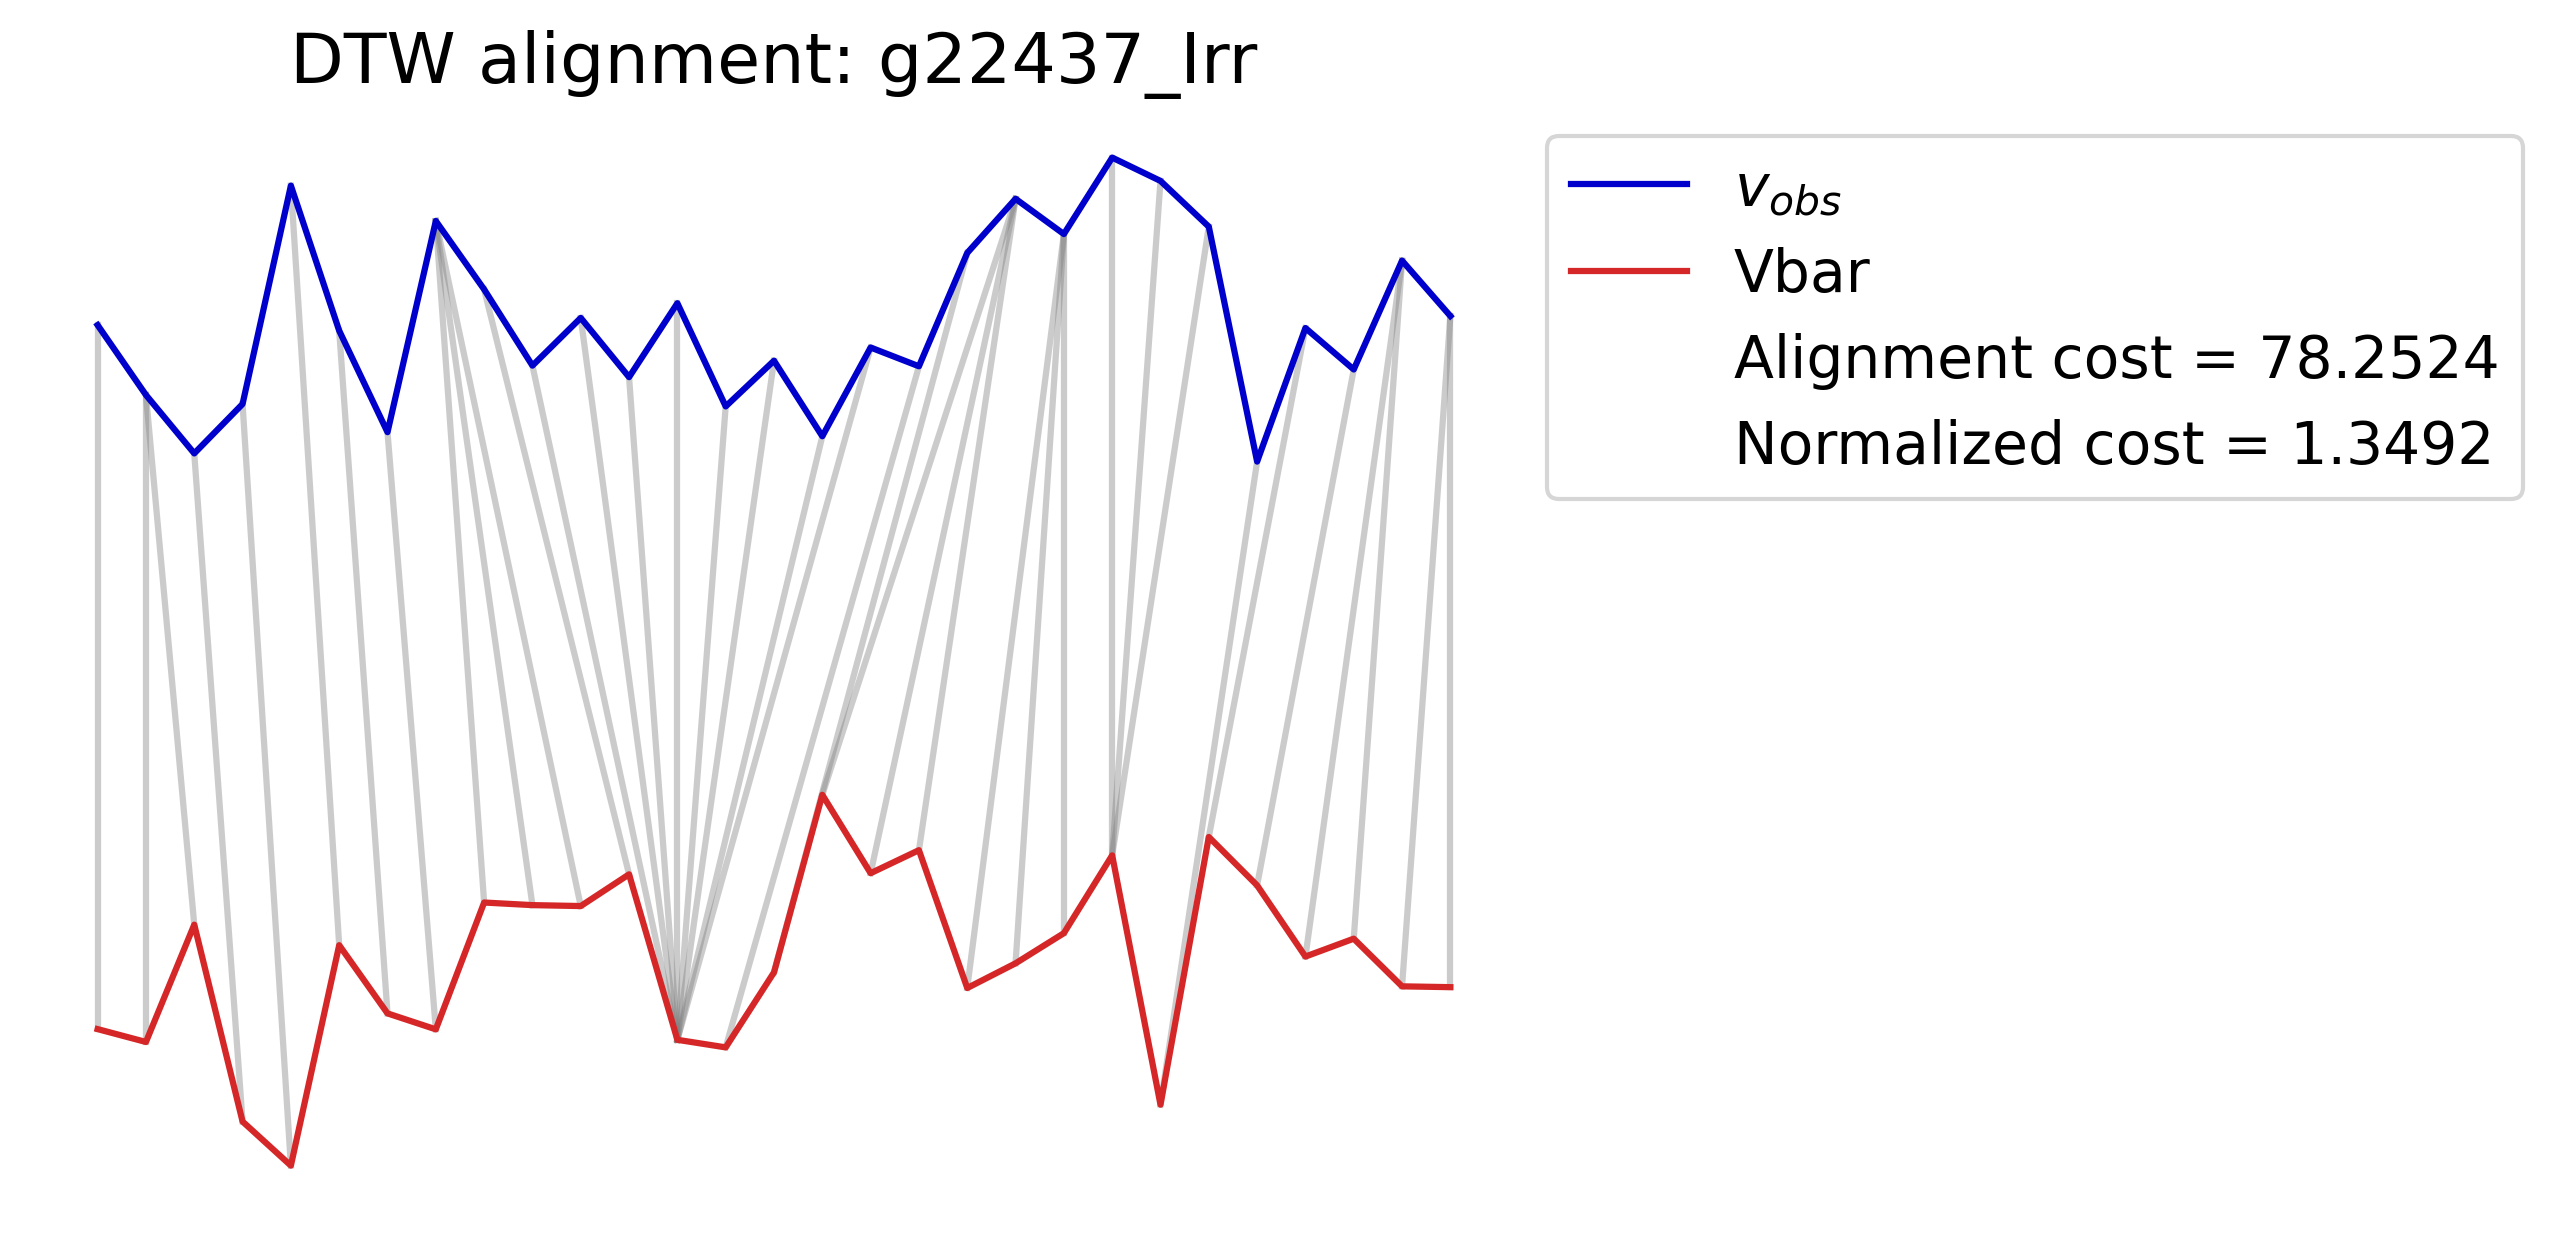 DTW alignment: g22437_Irr
v_obs
Vbar
Alignment cost = 78.2524
Normalized cost = 1.3492